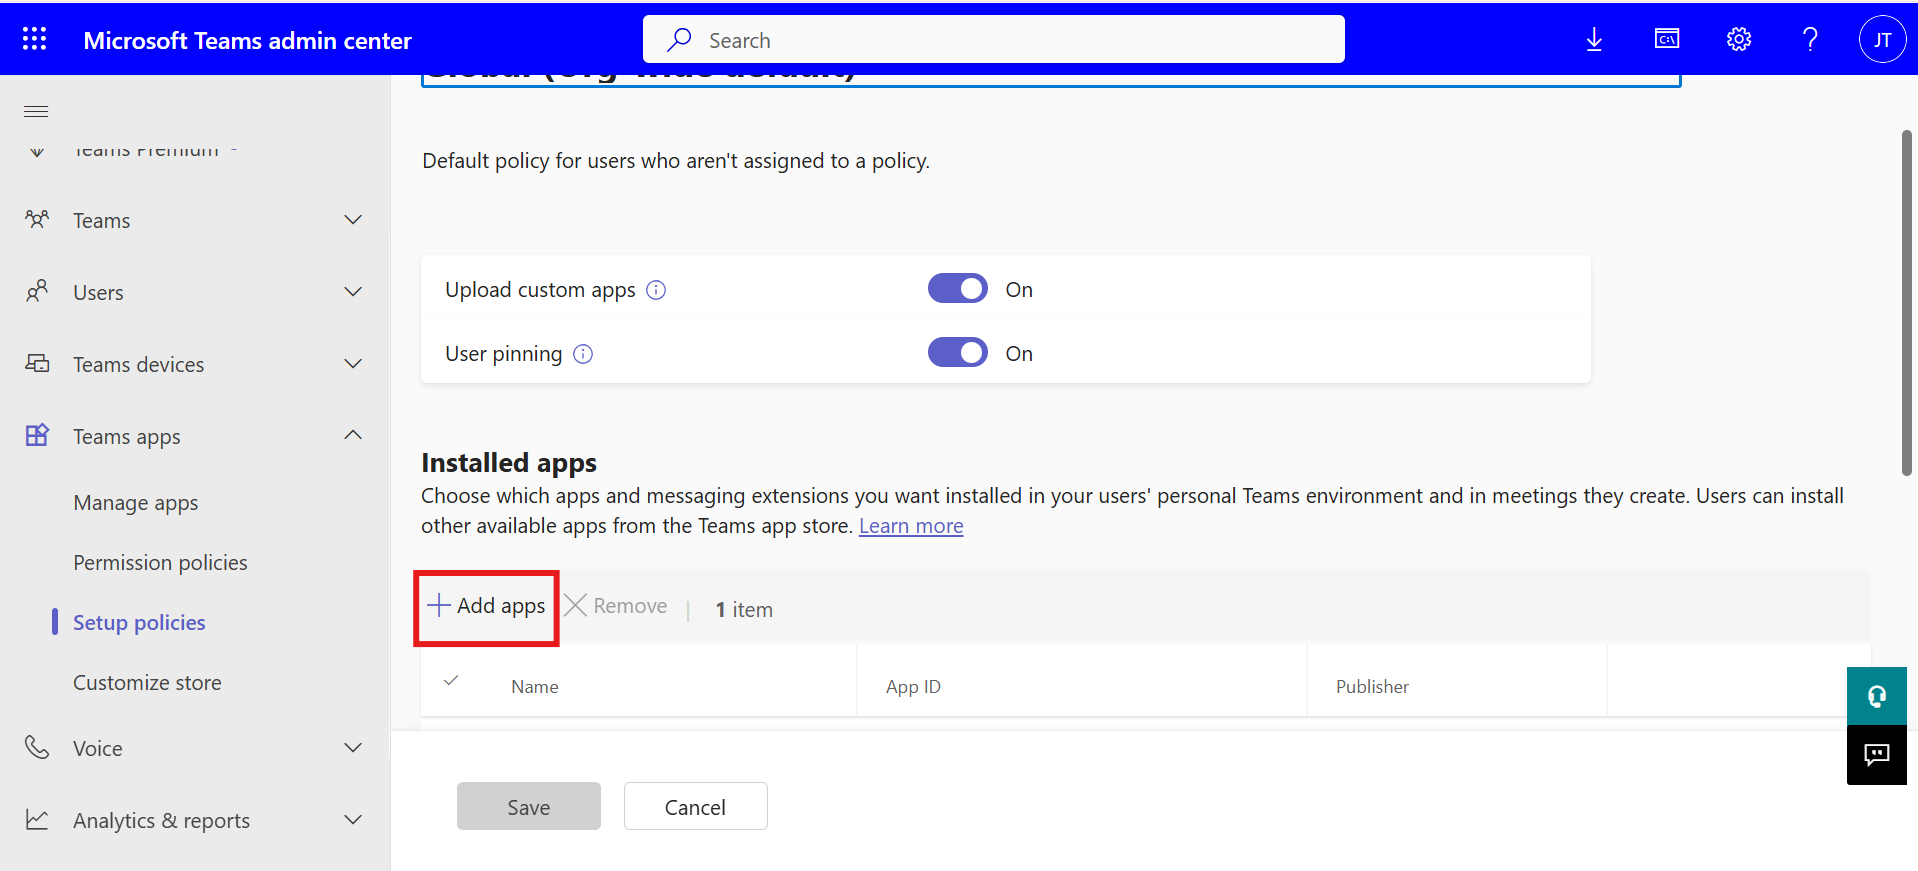 Microsoft Teams admin center
Search
JT
Global (Org-wide default)
Teams Premium
Default policy for users who aren't assigned to a policy.
Teams
Users
Teams devices
Teams apps
Manage apps
Permission policies
Setup policies
Customize store
Voice
Analytics & reports
Upload custom apps
On
User pinning
On
Installed apps
Choose which apps and messaging extensions you want installed in your users' personal Teams environment and in meetings they create. Users can install
other available apps from the Teams app store. Learn more
Add apps
Remove
| 1 item
Name
App ID
Publisher
Save
Cancel